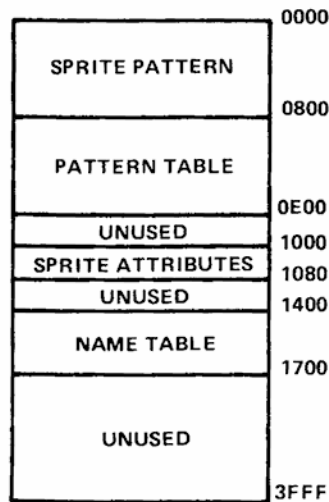 0000
SPRITE PATTERN
0800
PATTERN TABLE
0E00
UNUSED
1000
SPRITE ATTRIBUTES
1080
UNUSED
1400
NAME TABLE
1700
UNUSED
3FFF